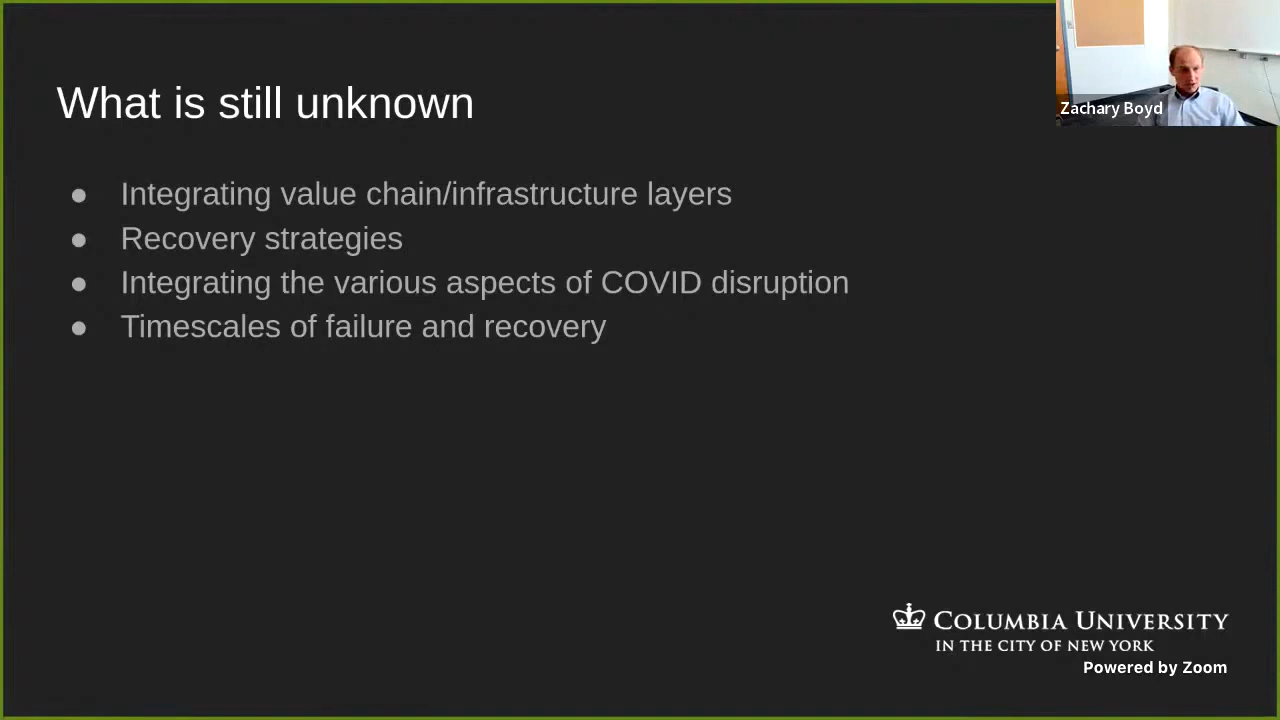 What is still unknown
Zachary Boyd
● Integrating value chain/infrastructure layers
● Recovery strategies
● Integrating the various aspects of COVID disruption
● Timescales of failure and recovery
COLUMBIA UNIVERSITY
IN THE CITY OF NEW YORK
Powered by Zoom